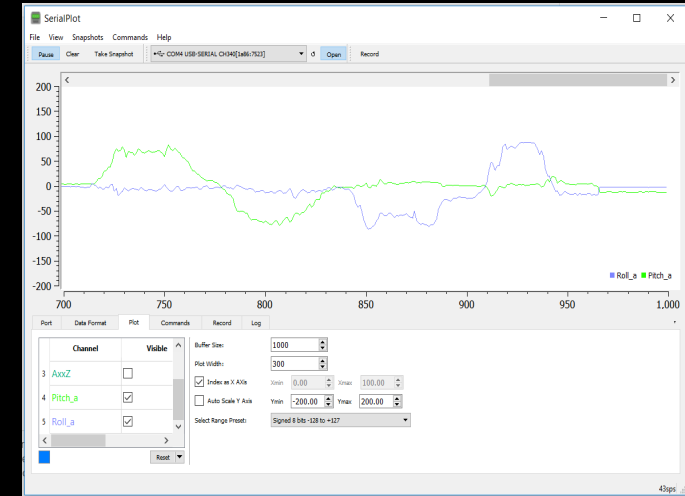 SerialPlot
File View Snapshots Commands Help
Pause Clear Take Snapshot COM4 USB-SERIAL CH340[1a86:7523] Open Record
200
150
100
50
0
-50
-100
-150
-200
Roll_a Pitch_a
700 750 800 850 900 950 1,000
Port Data Format Plot Commands Record Log
Channel Visible
3 AxxZ
4 Pitch_a
5 Roll_a
Reset
Buffer Size: 1000
Plot Width: 300
Index as X AXis Xmin 0.00 Xmax 100.00
Auto Scale Y Axis Ymin -200.00 Ymax 200.00
Select Range Preset: Signed 8 bits -128 to +127
43sps